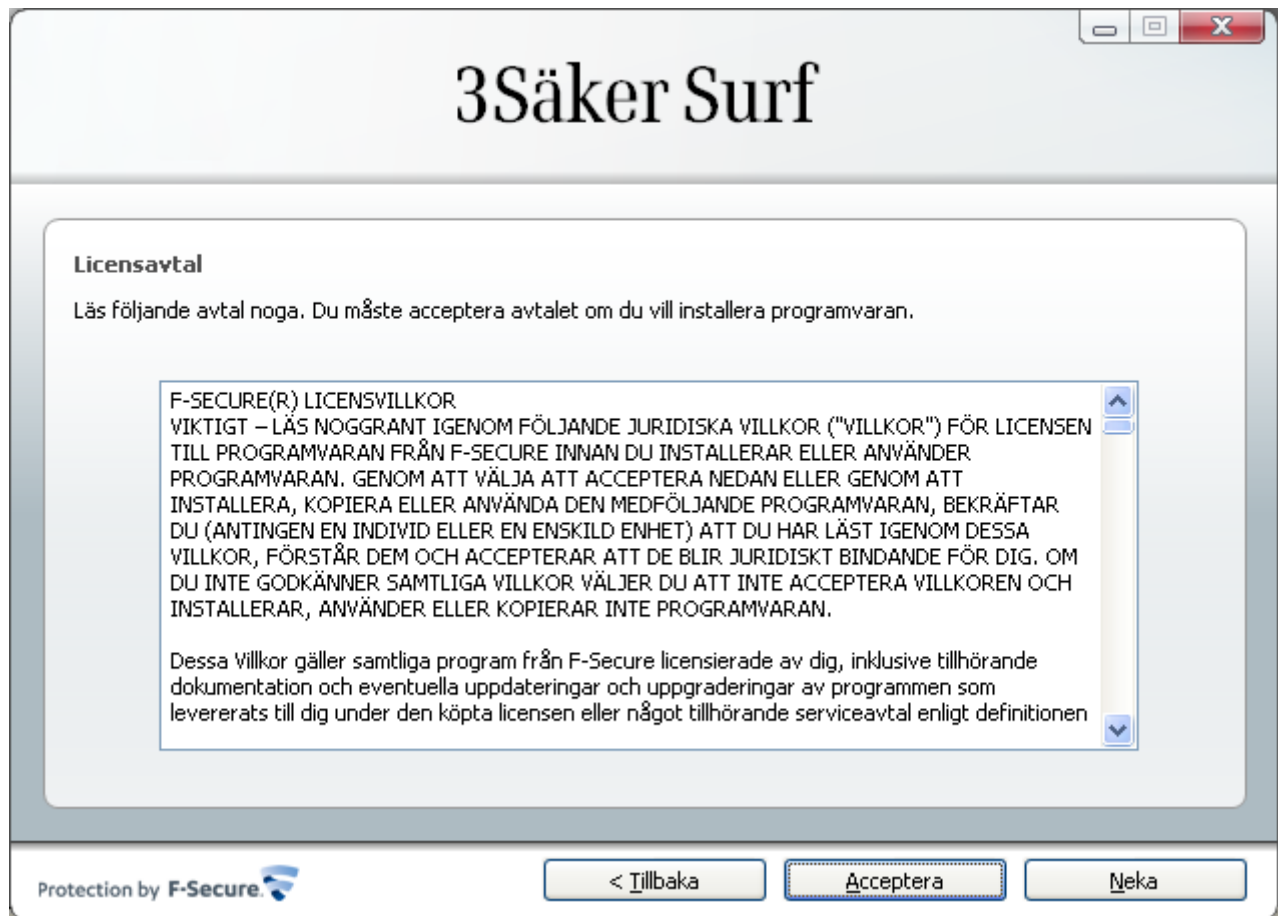 3Säker Surf
Licensavtal
Läs följande avtal noga. Du måste acceptera avtalet om du vill installera programvaran.
F-SECURE(R) LICENSVILLKOR
VIKTIGT – LÄS NOGGRANT IGENOM FÖLJANDE JURIDISKA VILLKOR ("VILLKOR") FÖR LICENSEN
TILL PROGRAMVARAN FRÅN F-SECURE INNAN DU INSTALLERAR ELLER ANVÄNDER
PROGRAMVARAN. GENOM ATT VÄLJA ATT ACCEPTERA NEDAN ELLER GENOM ATT
INSTALLERA, KOPIERA ELLER ANVÄNDA DEN MEDFÖLJANDE PROGRAMVARAN, BEKRÄFTAR
DU (ANTINGEN EN INDIVID ELLER EN ENSKILD ENHET) ATT DU HAR LÄST IGENOM DESSA
VILLKOR, FÖRSTÅR DEM OCH ACCEPTERAR ATT DE BLIR JURIDISKT BINDANDE FÖR DIG. OM
DU INTE GODKÄNNER SAMTLIGA VILLKOR VÄLJER DU ATT INTE ACCEPTERA VILLKOREN OCH
INSTALLERAR, ANVÄNDER ELLER KOPIERAR INTE PROGRAMVARAN.
Dessa Villkor gäller samtliga program från F-Secure licensierade av dig, inklusive tillhörande
dokumentation och eventuella uppdateringar och uppgraderingar av programmen som
levererats till dig under den köpta licensen eller något tillhörande serviceavtal enligt definitionen
Protection by F-Secure.
< Tillbaka
Acceptera
Neka